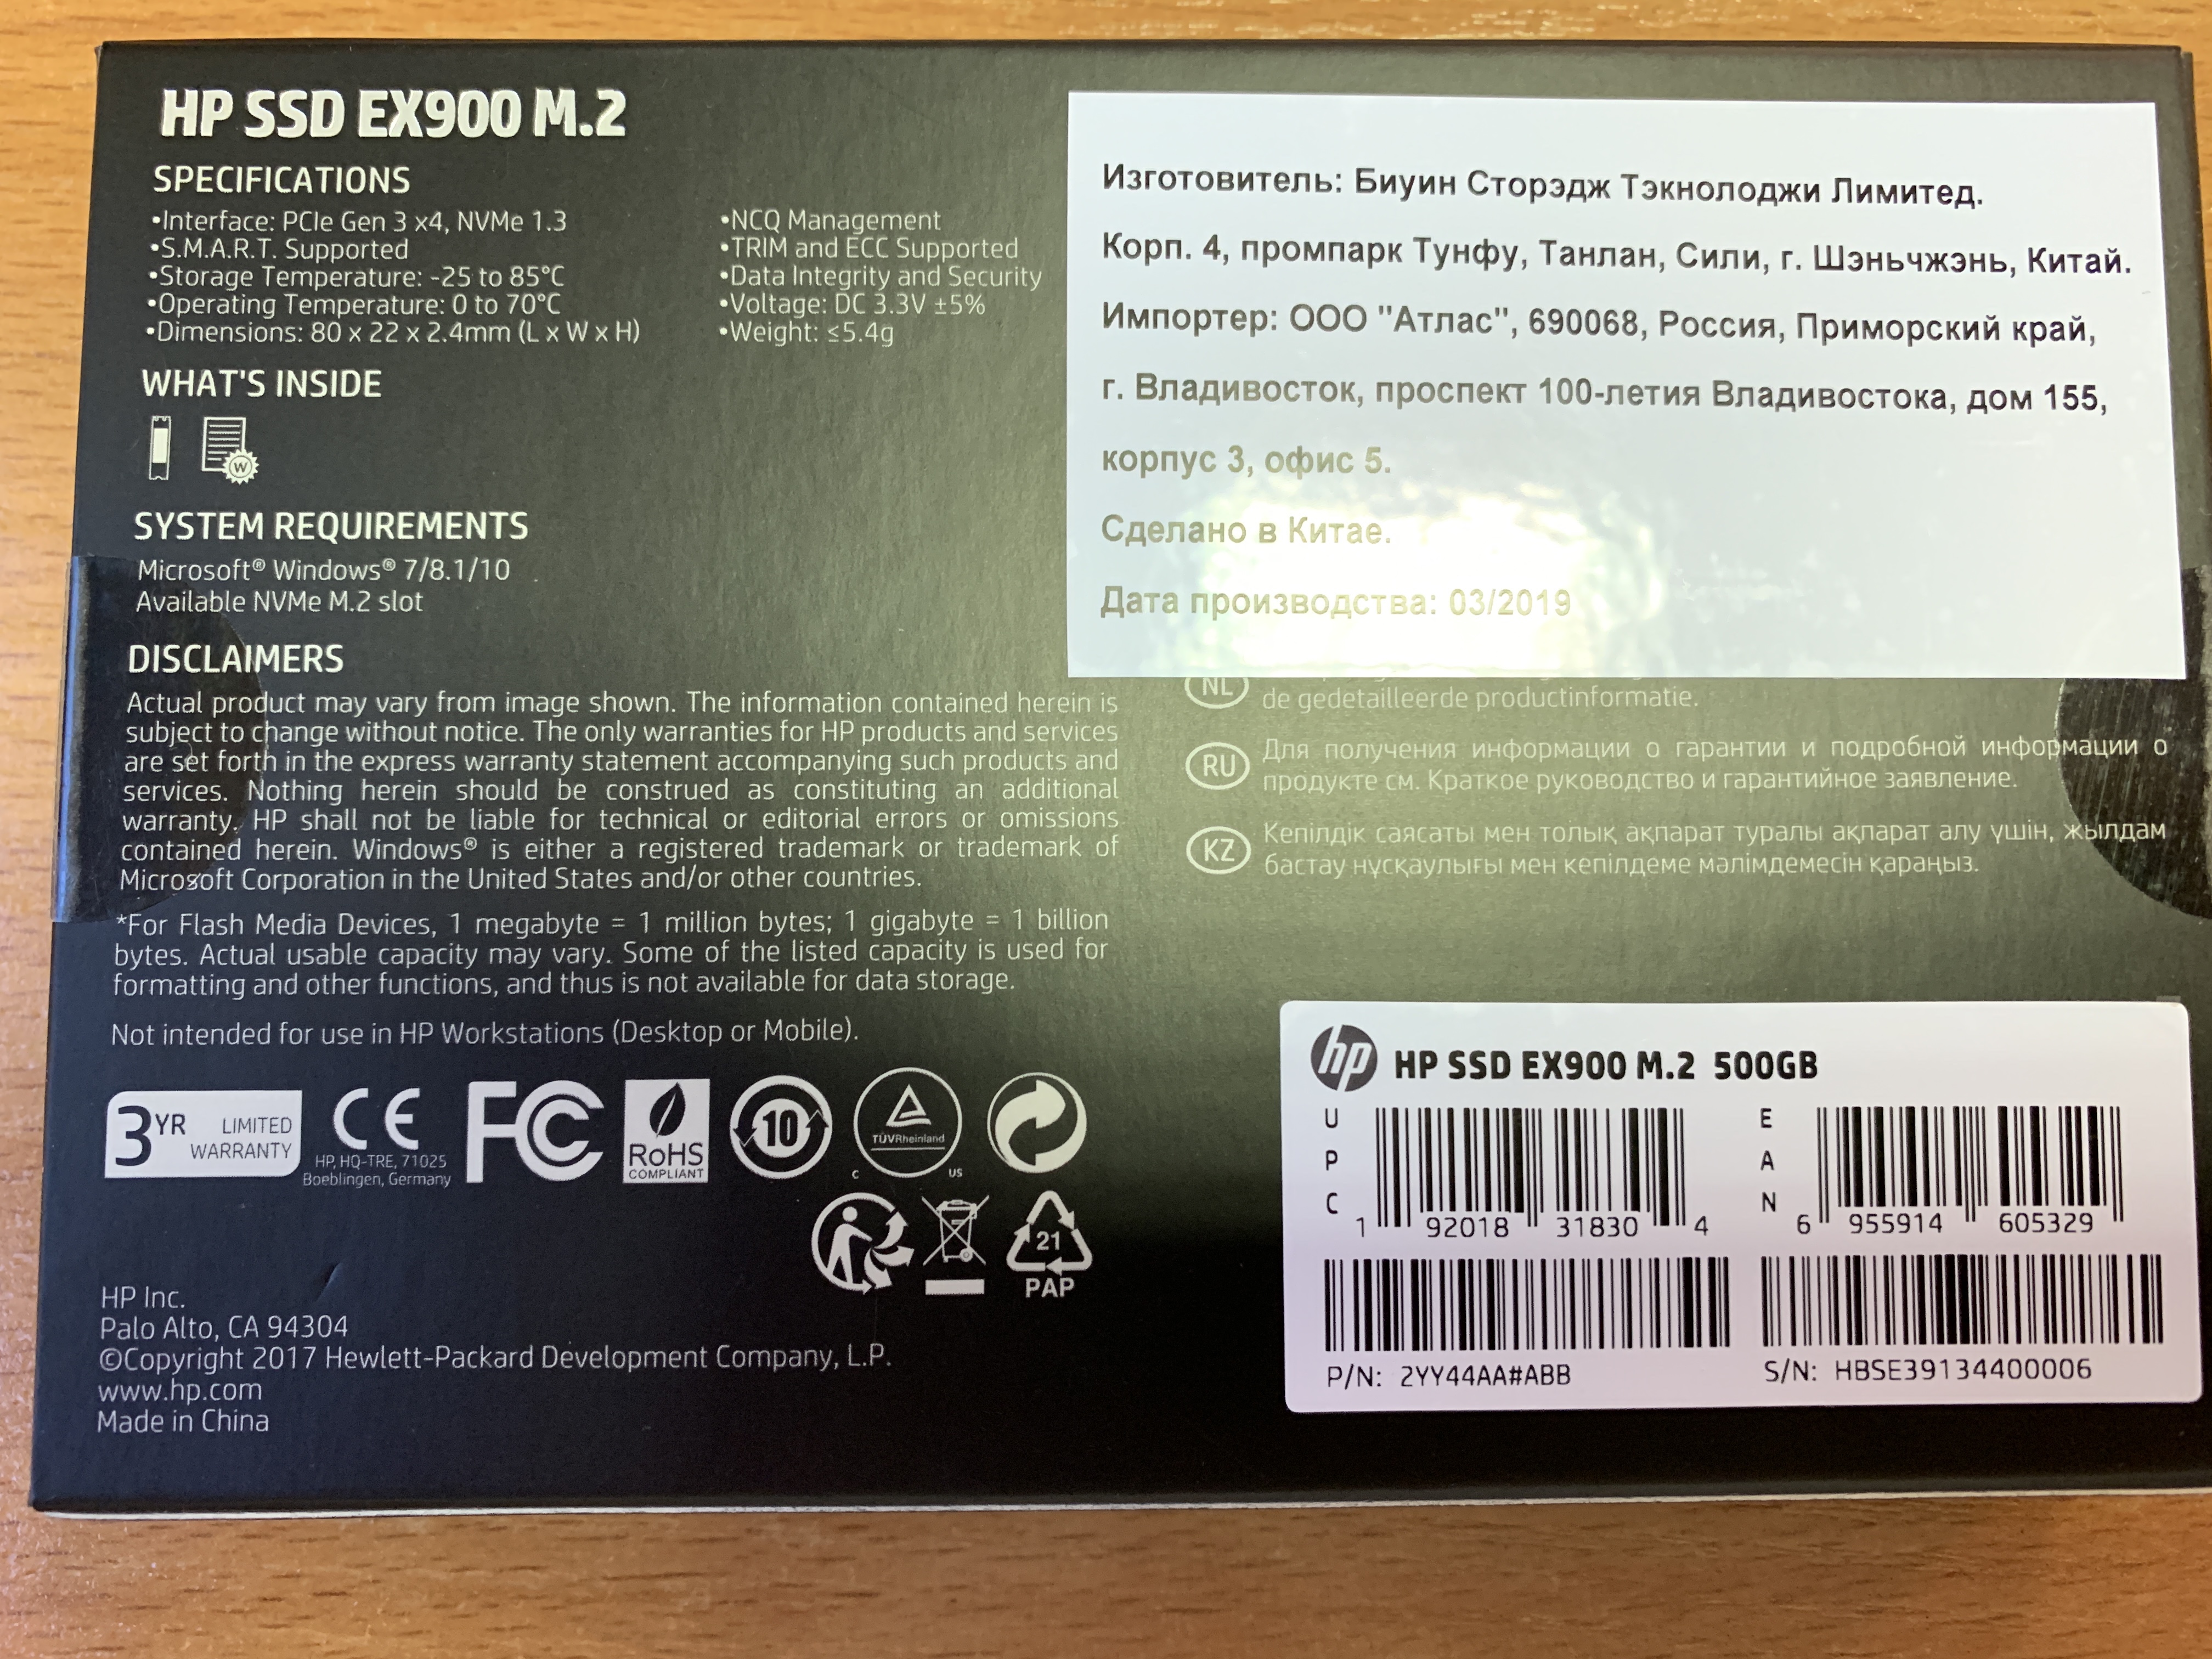 HP SSD EX900 M.2
SPECIFICATIONS
•Interface: PCIe Gen 3 x4, NVMe 1.3
•S.M.A.R.T. Supported
•Storage Temperature: -25 to 85°C
•Operating Temperature: 0 to 70°C
•Dimensions: 80 x 22 x 2.4mm (L x W x H)
•NCQ Management
•TRIM and ECC Supported
•Data Integrity and Security
•Voltage: DC 3.3V ±5%
•Weight: ≤5.4g
WHAT'S INSIDE
W
SYSTEM REQUIREMENTS
Microsoft® Windows® 7/8.1/10
Available NVMe M.2 slot
DISCLAIMERS
Actual product may vary from image shown. The information contained herein is
subject to change without notice. The only warranties for HP products and services
are set forth in the express warranty statement accompanying such products and
services. Nothing herein should be construed as constituting an additional
warranty. HP shall not be liable for technical or editorial errors or omissions
contained herein. Windows® is either a registered trademark or trademark of
Microsoft Corporation in the United States and/or other countries.
*For Flash Media Devices, 1 megabyte = 1 million bytes; 1 gigabyte = 1 billion
bytes. Actual usable capacity may vary. Some of the listed capacity is used for
formatting and other functions, and thus is not available for data storage.
Not intended for use in HP Workstations (Desktop or Mobile).
3 YR LIMITED
WARRANTY
CE
HP, HQ-TRE, 71025
Boeblingen, Germany
FC
RoHS
COMPLIANT
10
TÜVRheinland
C US
21
PAP
HP Inc.
Palo Alto, CA 94304
©Copyright 2017 Hewlett-Packard Development Company, L.P.
www.hp.com
Made in China
Изготовитель: Биуин Сторэдж Тэкнолоджи Лимитед.
Корп. 4, промпарк Тунфу, Танлан, Сили, г. Шэньчжэнь, Китай.
Импортер: ООО "Атлас", 690068, Россия, Приморский край,
г. Владивосток, проспект 100-летия Владивостока, дом 155,
корпус 3, офис 5.
Сделано в Китае.
Дата производства: 03/2019
NL
de gedetailleerde productinformatie.
RU Для получения информации о гарантии и подробной информации о
продукте см. Краткое руководство и гарантийное заявление.
KZ Кепілдік саясаты мен толық ақпарат туралы ақпарат алу үшін, жылдам
бастау нұсқаулығы мен кепілдеме мәлімдемесін қараңыз.
hp HP SSD EX900 M.2 500GB
UPC
1 92018 31830 4
EAN
6 955914 605329
P/N: 2YY44AA#ABB
S/N: HBSE39134400006